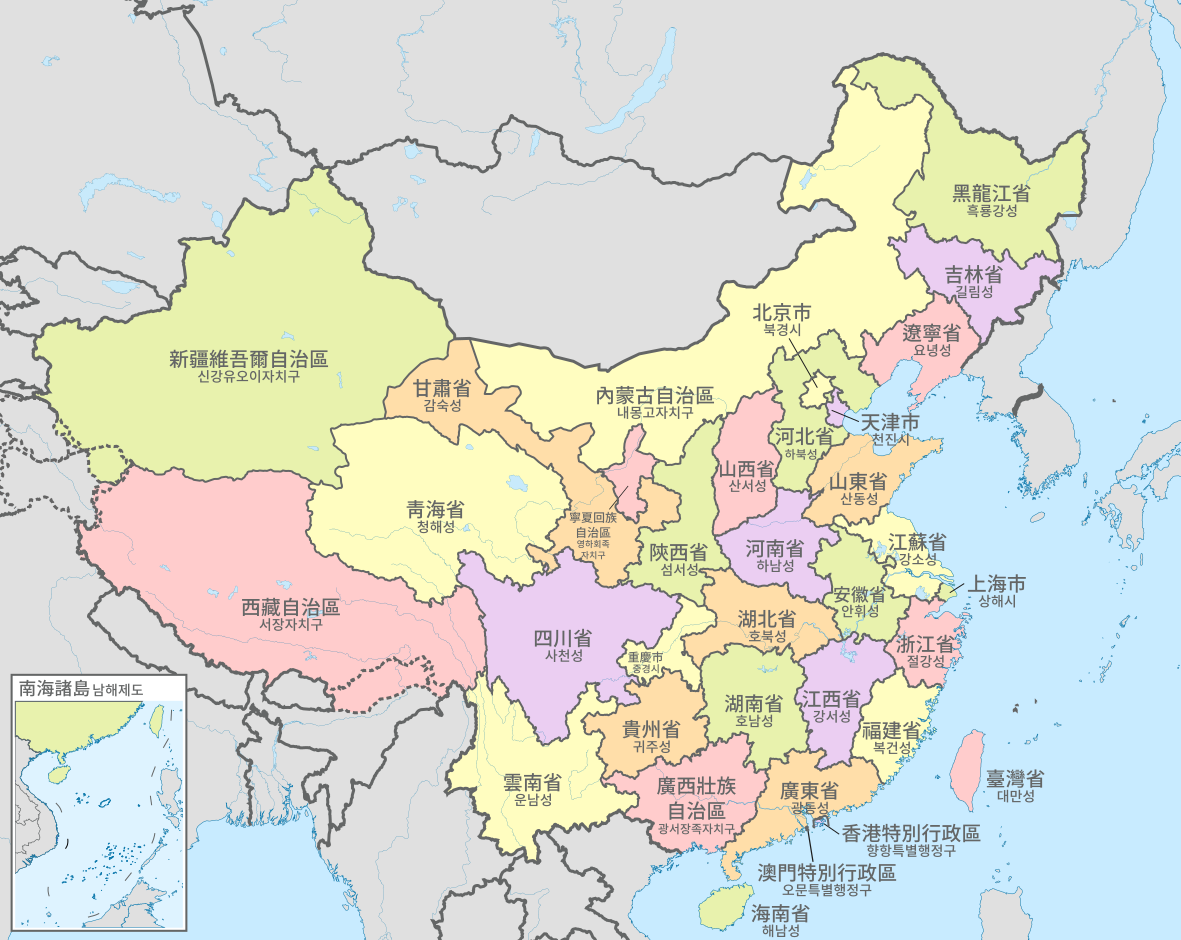 黑龍江省
흑룡강성
吉林省
길림성
北京市
북경시
遼寧省
요녕성
新疆維吾爾自治區
신강유오이자치구
甘肅省
감숙성
內蒙古自治區
내몽고자치구
天津市
천진시
河北省
하북성
山西省
산서성
山東省
산동성
靑海省
청해성
寧夏回族
自治區
영하회족
자치구
陝西省
섬서성
河南省
하남성
江蘇省
강소성
上海市
상해시
安徽省
안휘성
西藏自治區
서장자치구
湖北省
호북성
四川省
사천성
重慶市
중경시
浙江省
절강성
湖南省
호남성
江西省
강서성
貴州省
귀주성
福建省
복건성
南海諸島 남해제도
雲南省
운남성
廣西壯族
自治區
광서장족자치구
廣東省
광동성
臺灣省
대만성
香港特別行政區
향항특별행정구
澳門特別行政區
오문특별행정구
海南省
해남성